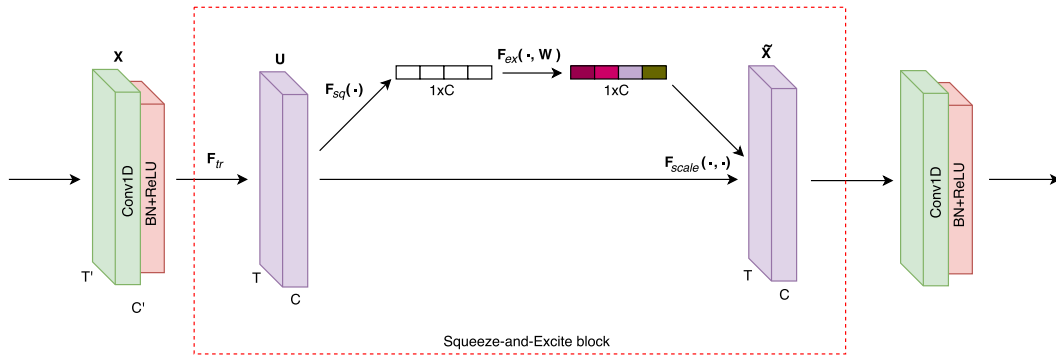 X
Conv1D
BN+ReLU
T'
C'
F_tr
U
T
C
F_sq(·)
1xC
F_ex(·, W)
1xC
F_scale(·,·)
X̃
T
C
Conv1D
BN+ReLU
Squeeze-and-Excite block